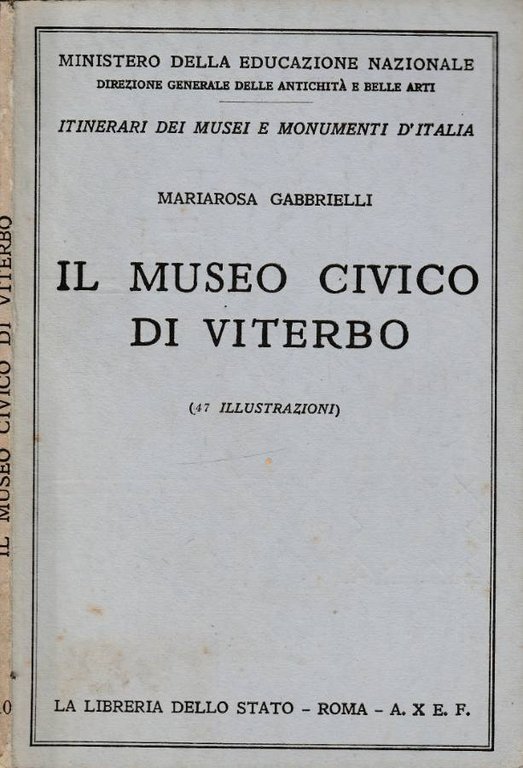 MINISTERO DELLA EDUCAZIONE NAZIONALE
DIREZIONE GENERALE DELLE ANTICHITÀ E BELLE ARTI
ITINERARI DEI MUSEI E MONUMENTI D'ITALIA
MARIAROSA GABBRIELLI
IL MUSEO CIVICO
DI VITERBO
(47 ILLUSTRAZIONI)
LA LIBRERIA DELLO STATO – ROMA – A. X E. F.
IL MUSEO CIVICO DI VITERBO